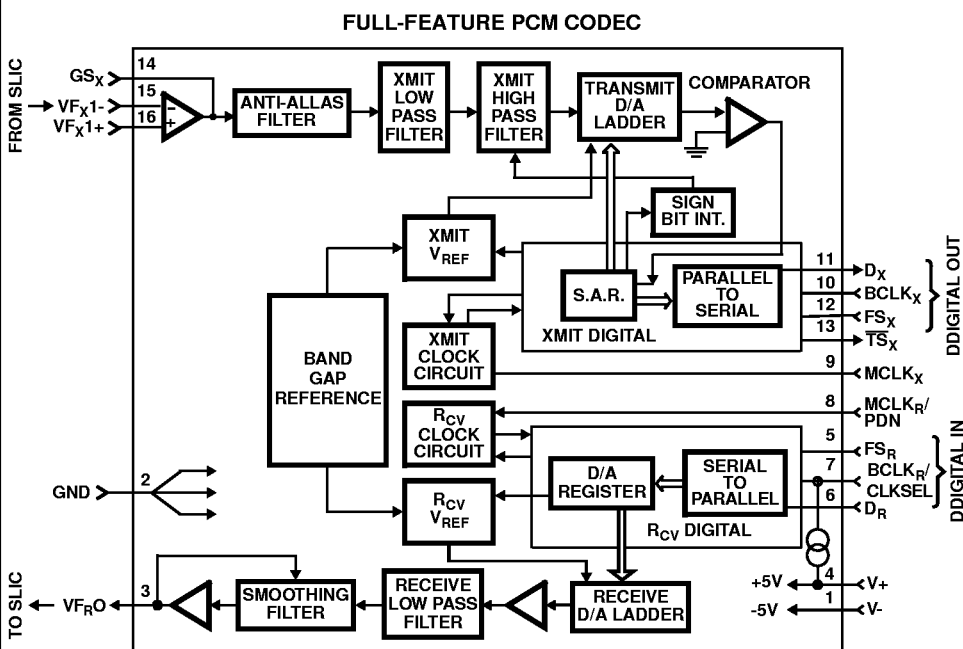 FULL-FEATURE PCM CODEC
FROM SLIC
GSX
14
VFX1-
15
VFX1+
16
−
+
ANTI-ALLAS
FILTER
XMIT
LOW
PASS
FILTER
XMIT
HIGH
PASS
FILTER
TRANSMIT
D/A
LADDER
COMPARATOR
SIGN
BIT INT.
XMIT
VREF
S.A.R.
PARALLEL
TO
SERIAL
XMIT DIGITAL
11
DX
10
BCLKX
12
FSX
13
T̅S̅X
DDIGITAL OUT
BAND
GAP
REFERENCE
XMIT
CLOCK
CIRCUIT
9
MCLKX
RCV
CLOCK
CIRCUIT
8
MCLKR/
PDN
5
FSR
7
BCLKR/
CLKSEL
6
DR
DDIGITAL IN
GND
2
RCV
VREF
D/A
REGISTER
SERIAL
TO
PARALLEL
RCV DIGITAL
+5V
4
V+
-5V
1
V-
TO SLIC
VFRO
3
SMOOTHING
FILTER
RECEIVE
LOW PASS
FILTER
RECEIVE
D/A LADDER